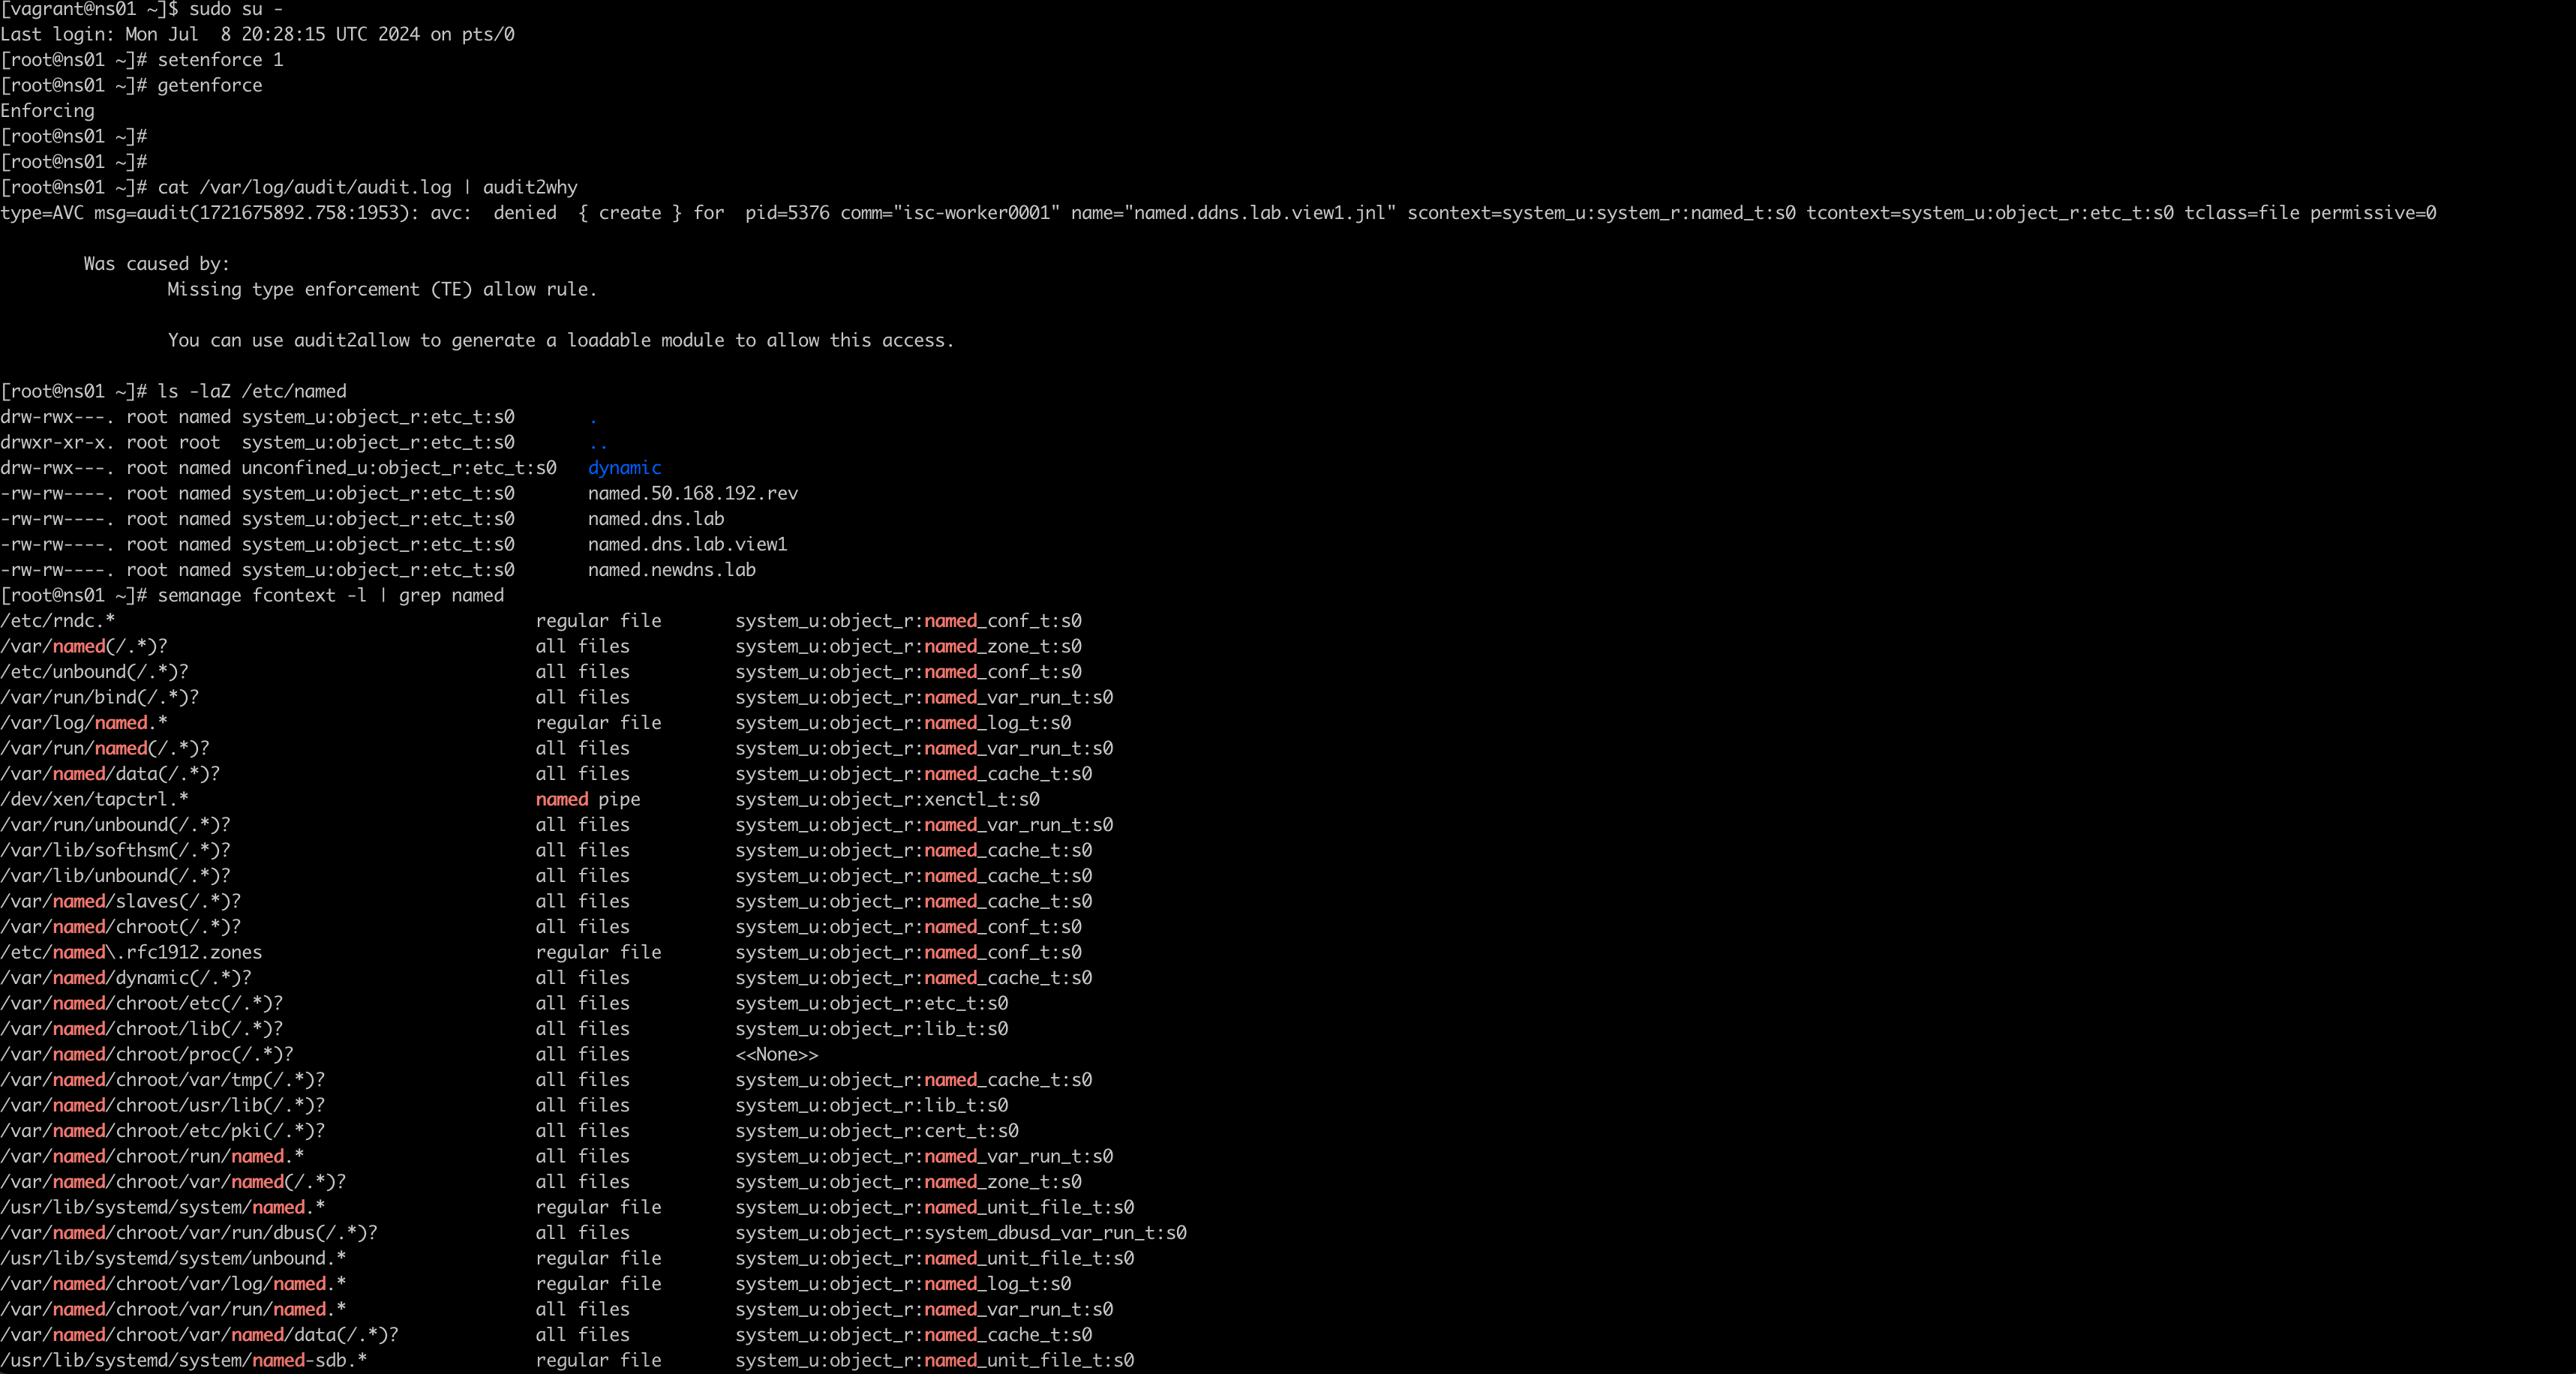 [vagrant@ns01 ~]$ sudo su -
Last login: Mon Jul  8 20:28:15 UTC 2024 on pts/0
[root@ns01 ~]# setenforce 1
[root@ns01 ~]# getenforce
Enforcing
[root@ns01 ~]#
[root@ns01 ~]#
[root@ns01 ~]# cat /var/log/audit/audit.log | audit2why
type=AVC msg=audit(1721675892.758:1953): avc:  denied  { create } for  pid=5376 comm="isc-worker0001" name="named.ddns.lab.view1.jnl" scontext=system_u:system_r:named_t:s0 tcontext=system_u:object_r:etc_t:s0 tclass=file permissive=0
        Was caused by:
                Missing type enforcement (TE) allow rule.
                You can use audit2allow to generate a loadable module to allow this access.
[root@ns01 ~]# ls -laZ /etc/named
drw-rwx---. root named system_u:object_r:etc_t:s0       .
drwxr-xr-x. root root  system_u:object_r:etc_t:s0       ..
drw-rwx---. root named unconfined_u:object_r:etc_t:s0   dynamic
-rw-rw----. root named system_u:object_r:etc_t:s0       named.50.168.192.rev
-rw-rw----. root named system_u:object_r:etc_t:s0       named.dns.lab
-rw-rw----. root named system_u:object_r:etc_t:s0       named.dns.lab.view1
-rw-rw----. root named system_u:object_r:etc_t:s0       named.newdns.lab
[root@ns01 ~]# semanage fcontext -l | grep named
/etc/rndc.*                                        regular file       system_u:object_r:named_conf_t:s0
/var/named(/.*)?                                   all files          system_u:object_r:named_zone_t:s0
/etc/unbound(/.*)?                                 all files          system_u:object_r:named_conf_t:s0
/var/run/bind(/.*)?                                all files          system_u:object_r:named_var_run_t:s0
/var/log/named.*                                   regular file       system_u:object_r:named_log_t:s0
/var/run/named(/.*)?                               all files          system_u:object_r:named_var_run_t:s0
/var/named/data(/.*)?                              all files          system_u:object_r:named_cache_t:s0
/dev/xen/tapctrl.*                                 named pipe         system_u:object_r:xenctl_t:s0
/var/run/unbound(/.*)?                             all files          system_u:object_r:named_var_run_t:s0
/var/lib/softhsm(/.*)?                             all files          system_u:object_r:named_cache_t:s0
/var/lib/unbound(/.*)?                             all files          system_u:object_r:named_cache_t:s0
/var/named/slaves(/.*)?                            all files          system_u:object_r:named_cache_t:s0
/var/named/chroot(/.*)?                            all files          system_u:object_r:named_conf_t:s0
/etc/named\.rfc1912.zones                          regular file       system_u:object_r:named_conf_t:s0
/var/named/dynamic(/.*)?                           all files          system_u:object_r:named_cache_t:s0
/var/named/chroot/etc(/.*)?                        all files          system_u:object_r:etc_t:s0
/var/named/chroot/lib(/.*)?                        all files          system_u:object_r:lib_t:s0
/var/named/chroot/proc(/.*)?                       all files          <<None>>
/var/named/chroot/var/tmp(/.*)?                    all files          system_u:object_r:named_cache_t:s0
/var/named/chroot/usr/lib(/.*)?                    all files          system_u:object_r:lib_t:s0
/var/named/chroot/etc/pki(/.*)?                    all files          system_u:object_r:cert_t:s0
/var/named/chroot/run/named.*                      all files          system_u:object_r:named_var_run_t:s0
/var/named/chroot/var/named(/.*)?                  all files          system_u:object_r:named_zone_t:s0
/usr/lib/systemd/system/named.*                    regular file       system_u:object_r:named_unit_file_t:s0
/var/named/chroot/var/run/dbus(/.*)?               all files          system_u:object_r:system_dbusd_var_run_t:s0
/usr/lib/systemd/system/unbound.*                  regular file       system_u:object_r:named_unit_file_t:s0
/var/named/chroot/var/log/named.*                  regular file       system_u:object_r:named_log_t:s0
/var/named/chroot/var/run/named.*                  all files          system_u:object_r:named_var_run_t:s0
/var/named/chroot/var/named/data(/.*)?             all files          system_u:object_r:named_cache_t:s0
/usr/lib/systemd/system/named-sdb.*                regular file       system_u:object_r:named_unit_file_t:s0